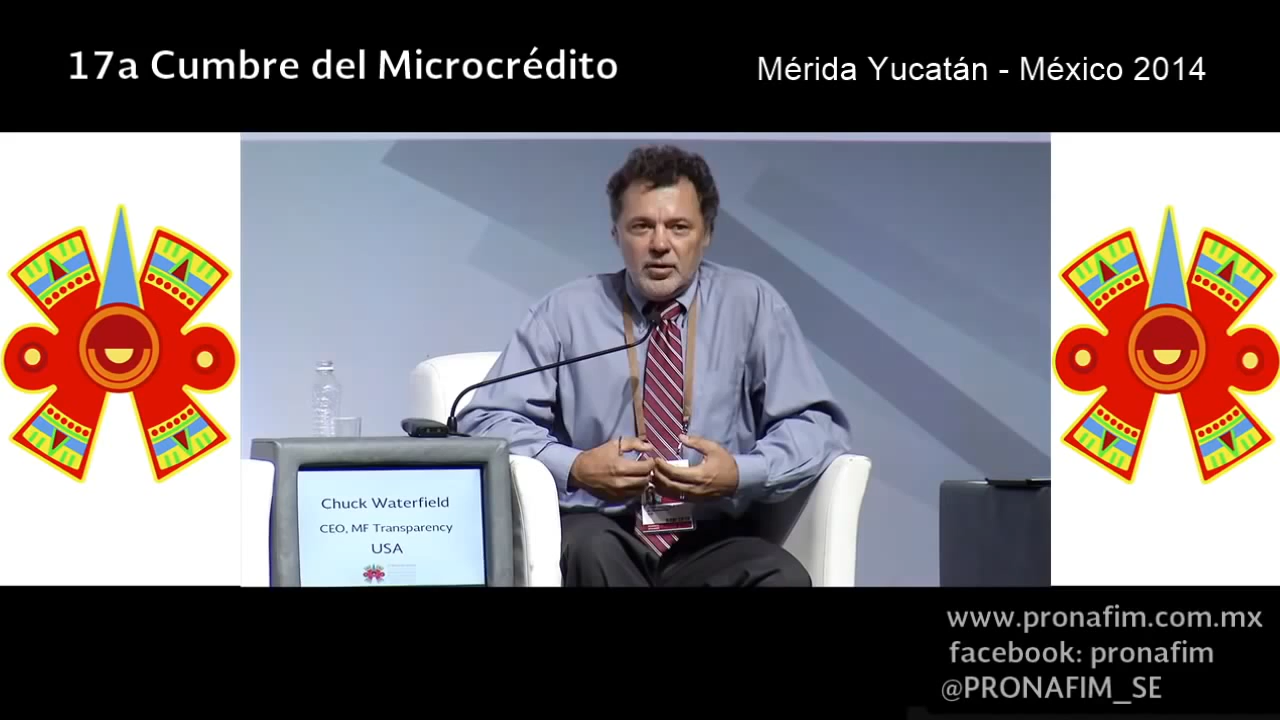 17a Cumbre del Microcrédito
Mérida Yucatán - México 2014
Chuck Waterfield
CEO, MF Transparency
USA
www.pronafim.com.mx
facebook: pronafim
@PRONAFIM_SE